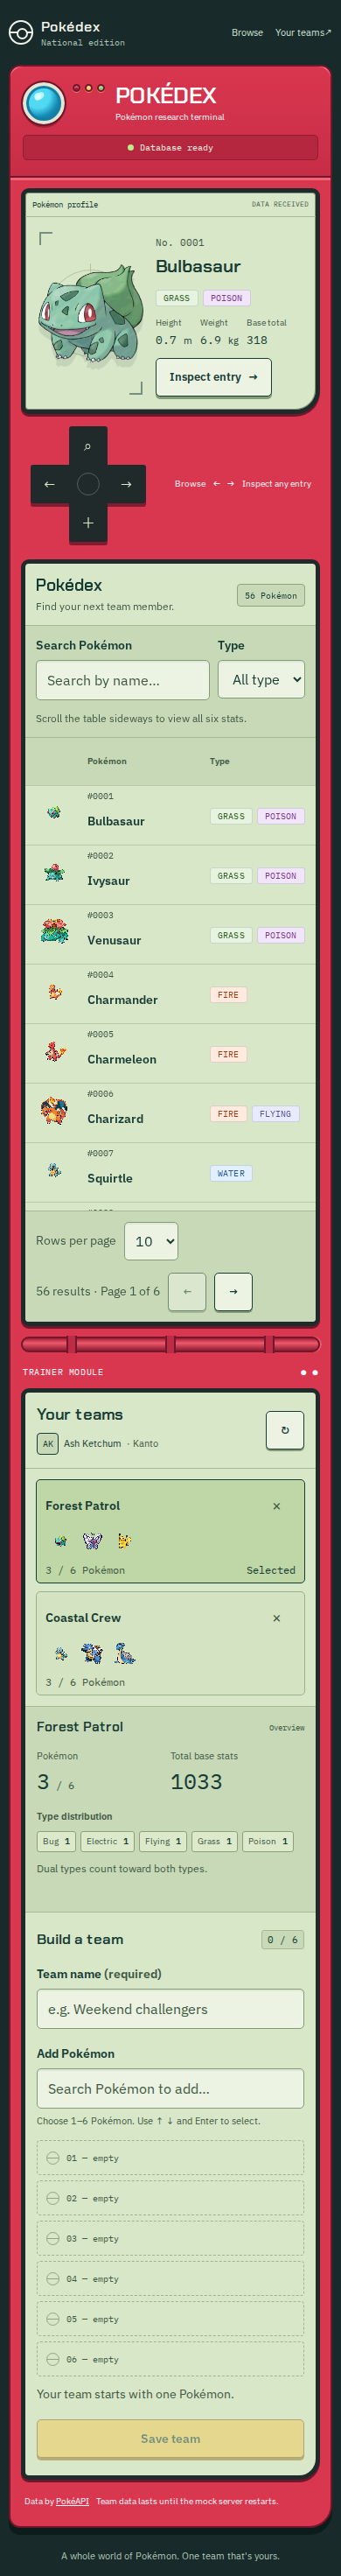 Pokédex
National edition
Browse Your teams↗
POKÉDEX
Pokémon research terminal
Database ready
Pokémon profile DATA RECEIVED
No. 0001
Bulbasaur
GRASS POISON
Height Weight Base total
0.7 m 6.9 kg 318
Inspect entry →
Browse ← → Inspect any entry
Pokédex
Find your next team member.
56 Pokémon
Search Pokémon Type
Search by name... All type
Scroll the table sideways to view all six stats.
Pokémon Type
#0001
Bulbasaur GRASS POISON
#0002
Ivysaur GRASS POISON
#0003
Venusaur GRASS POISON
#0004
Charmander FIRE
#0005
Charmeleon FIRE
#0006
Charizard FIRE FLYING
#0007
Squirtle WATER
Rows per page 10
56 results · Page 1 of 6 ← →
TRAINER MODULE
Your teams
AK Ash Ketchum · Kanto
↻
Forest Patrol ×
3 / 6 Pokémon Selected
Coastal Crew ×
3 / 6 Pokémon
Forest Patrol Overview
Pokémon Total base stats
3 / 6 1033
Type distribution
Bug 1 Electric 1 Flying 1 Grass 1 Poison 1
Dual types count toward both types.
Build a team 0 / 6
Team name (required)
e.g. Weekend challengers
Add Pokémon
Search Pokémon to add...
Choose 1–6 Pokémon. Use ↑ ↓ and Enter to select.
01 — empty
02 — empty
03 — empty
04 — empty
05 — empty
06 — empty
Your team starts with one Pokémon.
Save team
Data by PokéAPI Team data lasts until the mock server restarts.
A whole world of Pokémon. One team that's yours.